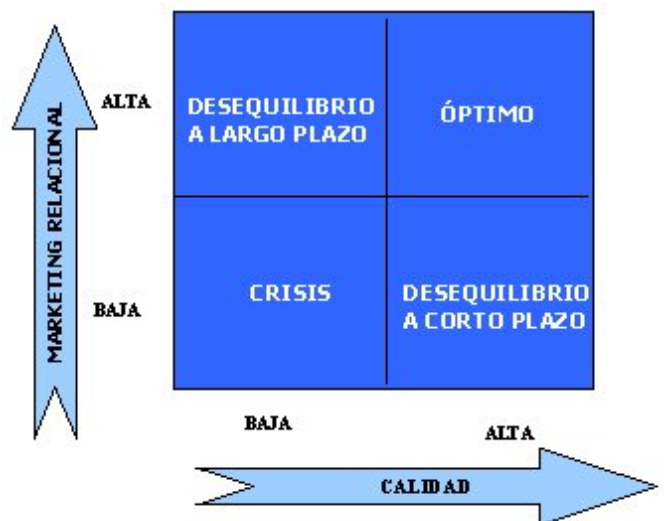 MARKETING RELACIONAL
ALTA
DESEQUILIBRIO
A LARGO PLAZO
ÓPTIMO
BAJA
CRISIS
DESEQUILIBRIO
A CORTO PLAZO
BAJA
ALTA
CALIDAD